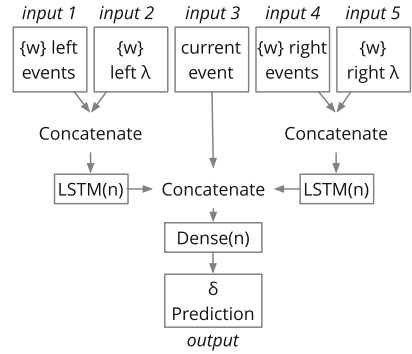 input 1 input 2 input 3 input 4 input 5
{w} left
events
{w}
left λ
current
event
{w} right
events
{w}
right λ
Concatenate
Concatenate
LSTM(n)
Concatenate
LSTM(n)
Dense(n)
δ
Prediction
output